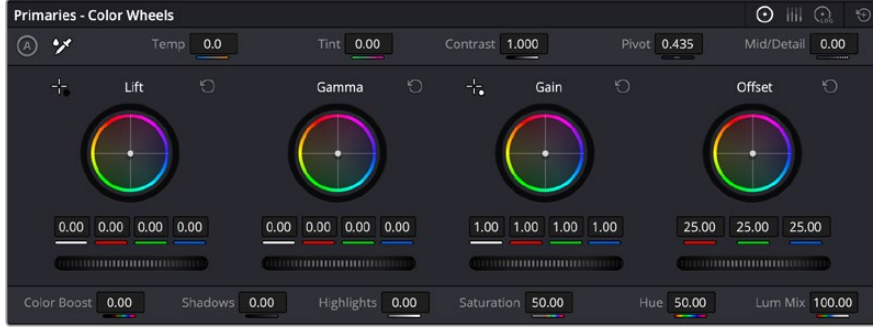 Primaries - Color Wheels
A Temp 0.0 Tint 0.00 Contrast 1.000 Pivot 0.435 Mid/Detail 0.00
Lift Gamma Gain Offset
0.00 0.00 0.00 0.00 0.00 0.00 0.00 0.00 1.00 1.00 1.00 1.00 25.00 25.00 25.00
Color Boost 0.00 Shadows 0.00 Highlights 0.00 Saturation 50.00 Hue 50.00 Lum Mix 100.00